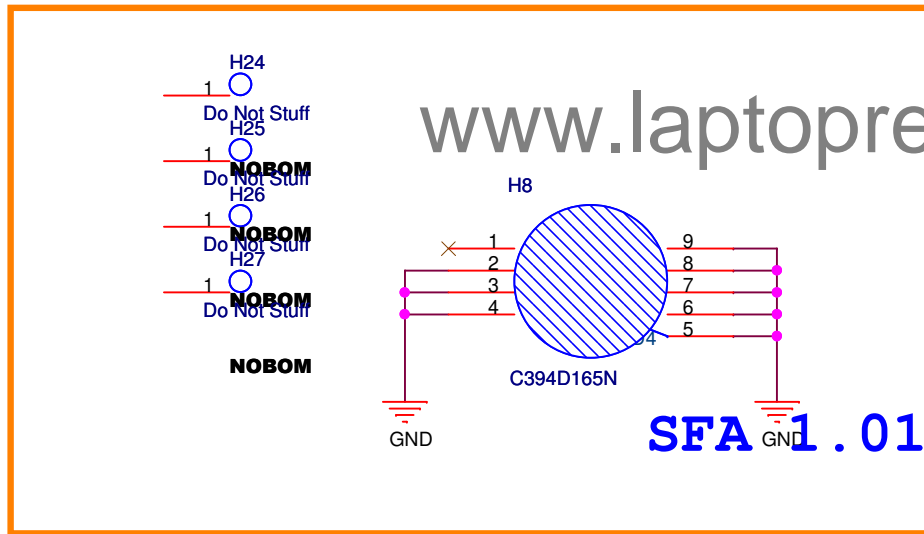 H24
1
Do Not Stuff
H25
1
NOBOM
Do Not Stuff
H26
1
NOBOM
Do Not Stuff
H27
1
NOBOM
Do Not Stuff
NOBOM
www.laptopre
H8
1
2
3
4
9
8
7
6
5
C394D165N
GND
GND
SFA 1.01